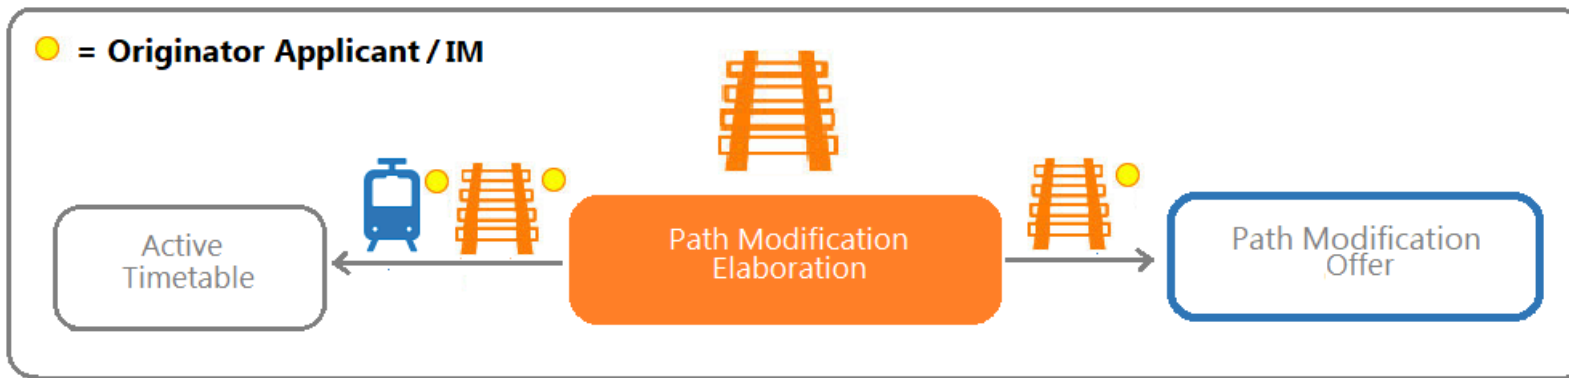 = Originator Applicant / IM
Active
Timetable
Path Modification
Elaboration
Path Modification
Offer